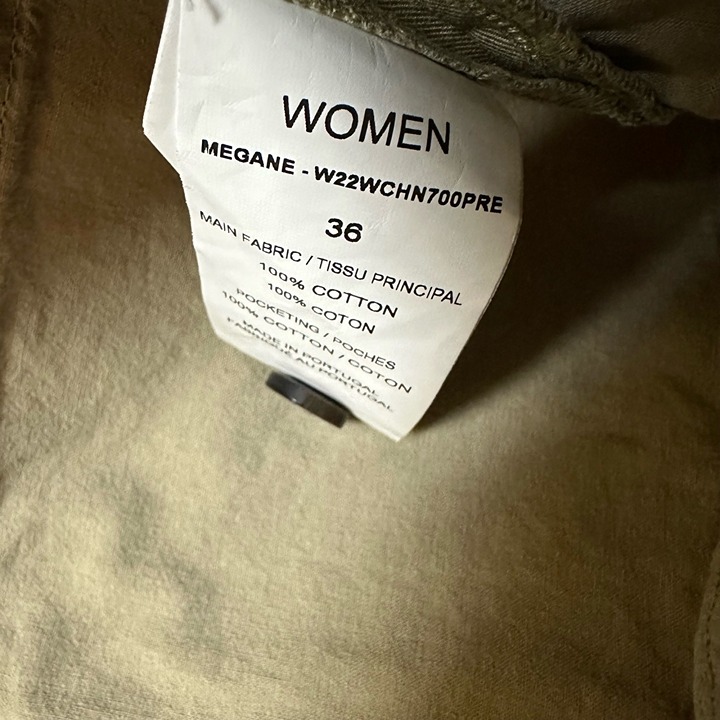 WOMEN
MEGANE - W22WCHN700PRE
36
MAIN FABRIC / TISSU PRINCIPAL
100% COTTON
100% COTON
POCKETING / POCHES
100% COTTON / COTON
MADE IN PORTUGAL
FABRIQUÉ AU PORTUGAL